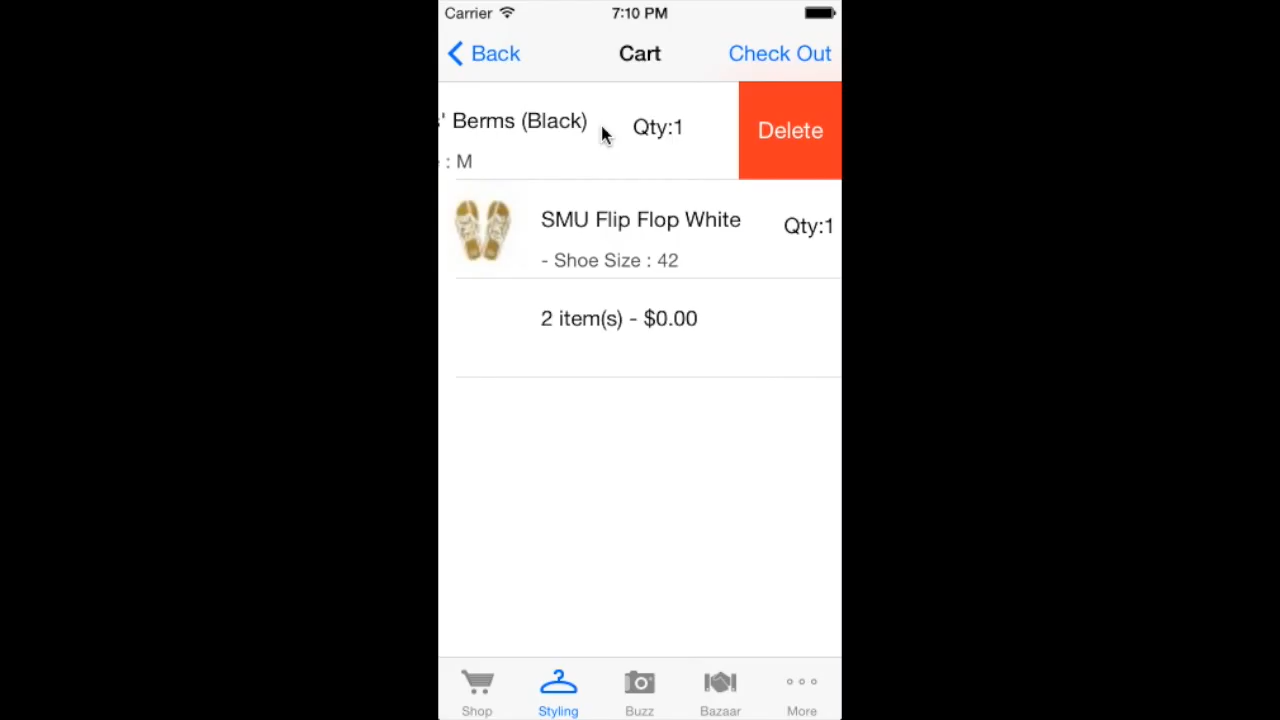 Carrier 7:10 PM
Back Cart Check Out
' Berms (Black) Qty:1 Delete
: M
SMU Flip Flop White Qty:1
- Shoe Size : 42
2 item(s) - $0.00
Shop Styling Buzz Bazaar More